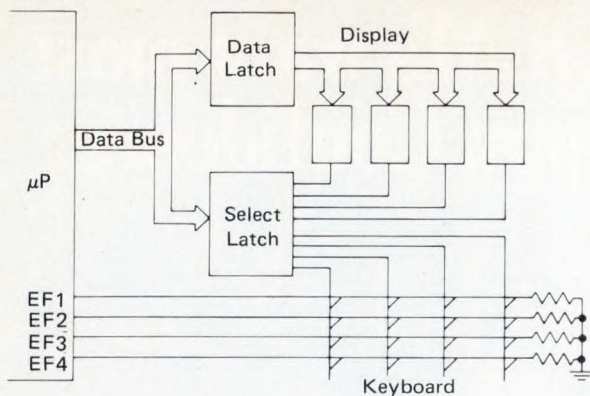 Data
Latch
Display
Data Bus
μP
Select
Latch
EF1
EF2
EF3
EF4
Keyboard